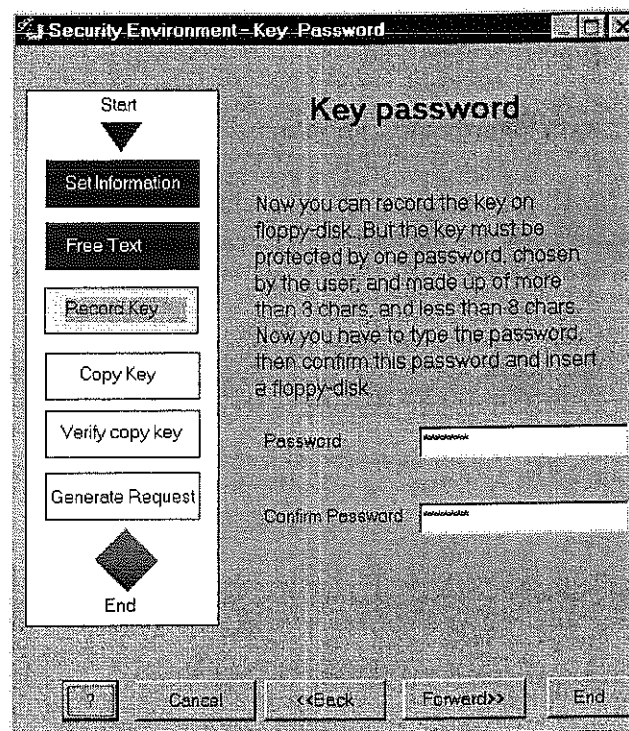 Security Environment - Key Password
Start
Set Information
Free Text
Record Key
Copy Key
Verify copy key
Generate Request
End
Key password
Now you can record the key on
floppy-disk. But the key must be
protected by one password, chosen
by the user, and made up of more
than 3 chars, and less than 8 chars.
Now you have to type the password,
then confirm this password and insert
a floppy-disk.
Password ********
Confirm Password ********
? Cancel <<Back Forward>> End